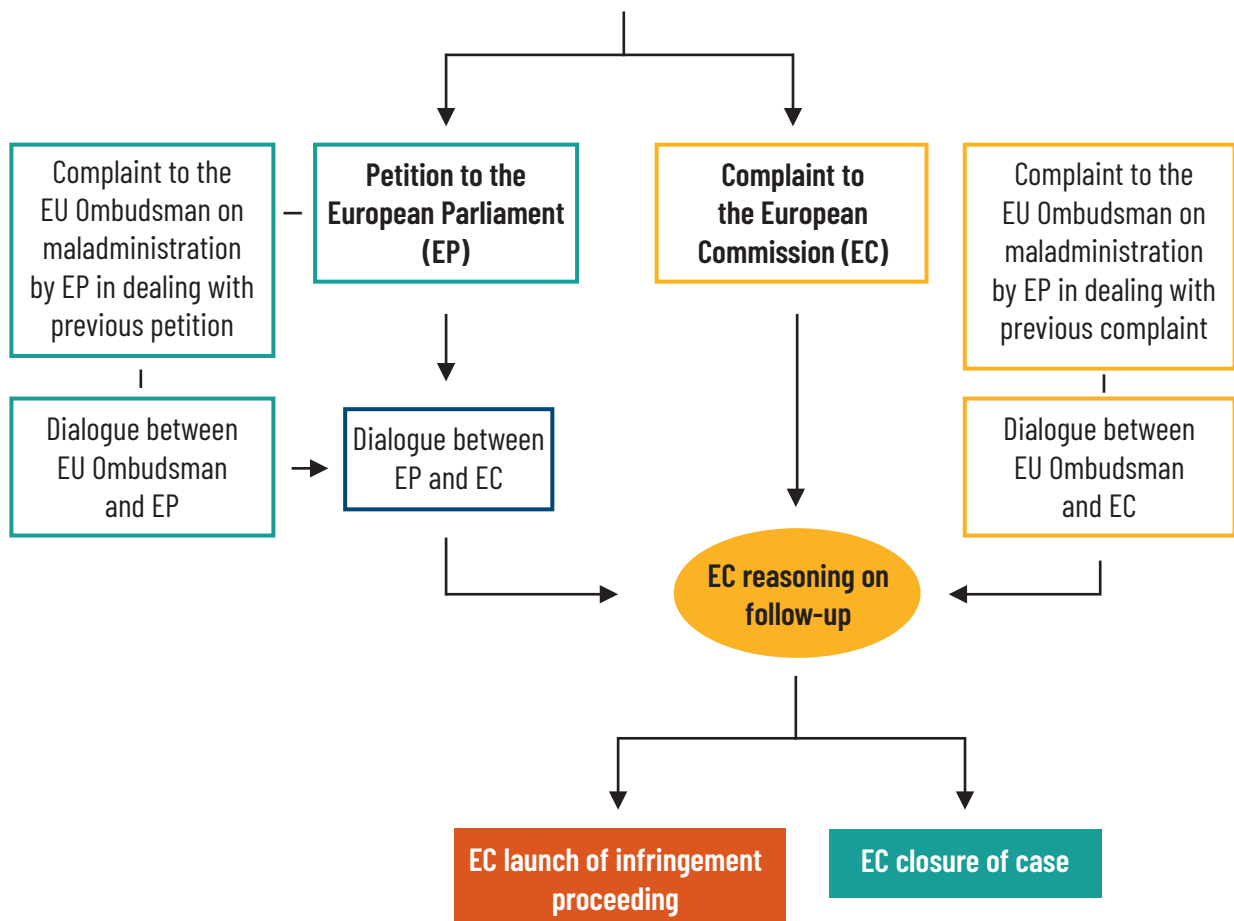 Complaint to the
EU Ombudsman on
maladministration
by EP in dealing with
previous petition
Petition to the
European Parliament
(EP)
Complaint to
the European
Commission (EC)
Complaint to the
EU Ombudsman on
maladministration
by EP in dealing with
previous complaint
Dialogue between
EU Ombudsman
and EP
Dialogue between
EP and EC
Dialogue between
EU Ombudsman
and EC
EC reasoning on
follow-up
EC launch of infringement
proceeding
EC closure of case